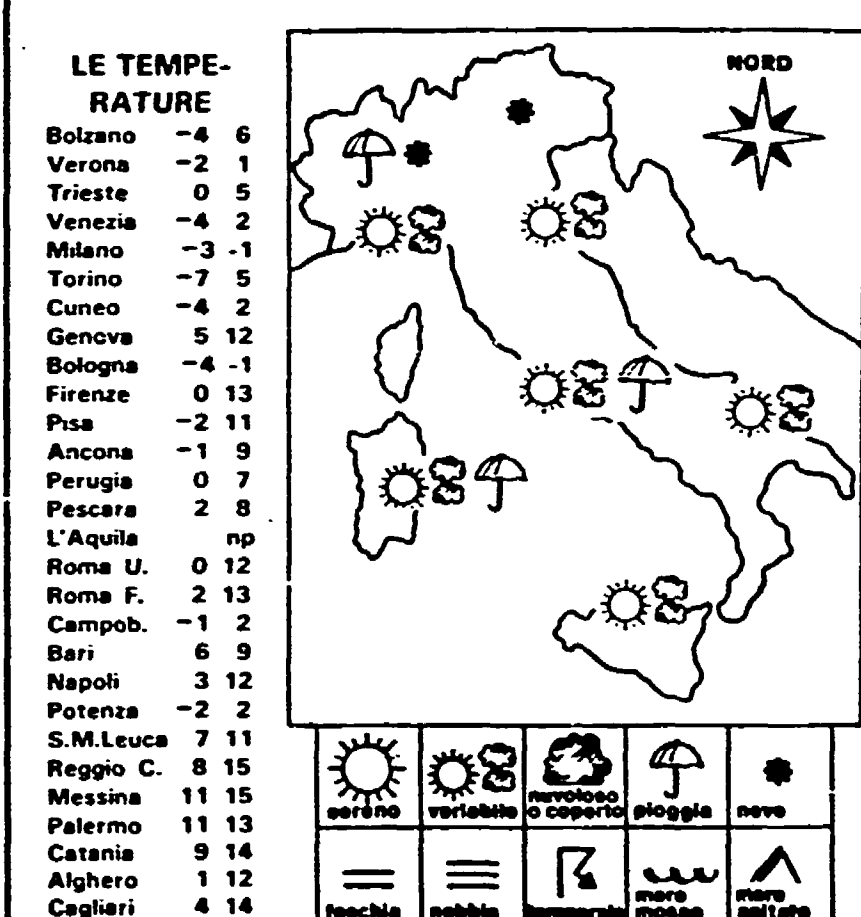 LE TEMPE-
RATURE
Bolzano -4 6
Verona -2 1
Trieste 0 5
Venezia -4 2
Milano -3 -1
Torino -7 5
Cuneo -4 2
Genova 5 12
Bologna -4 -1
Firenze 0 13
Pisa -2 11
Ancona -1 9
Perugia 0 7
Pescara 2 8
L'Aquila np
Roma U. 0 12
Roma F. 2 13
Campob. -1 2
Bari 6 9
Napoli 3 12
Potenza -2 2
S.M.Leuca 7 11
Reggio C. 8 15
Messina 11 15
Palermo 11 13
Catania 9 14
Alghero 1 12
Cagliari 4 14
NORD
sereno
variabile
nuvoloso
o coperto
pioggia
neve
foschia
nebbia
temporale
mare
mosso
mare
agitato